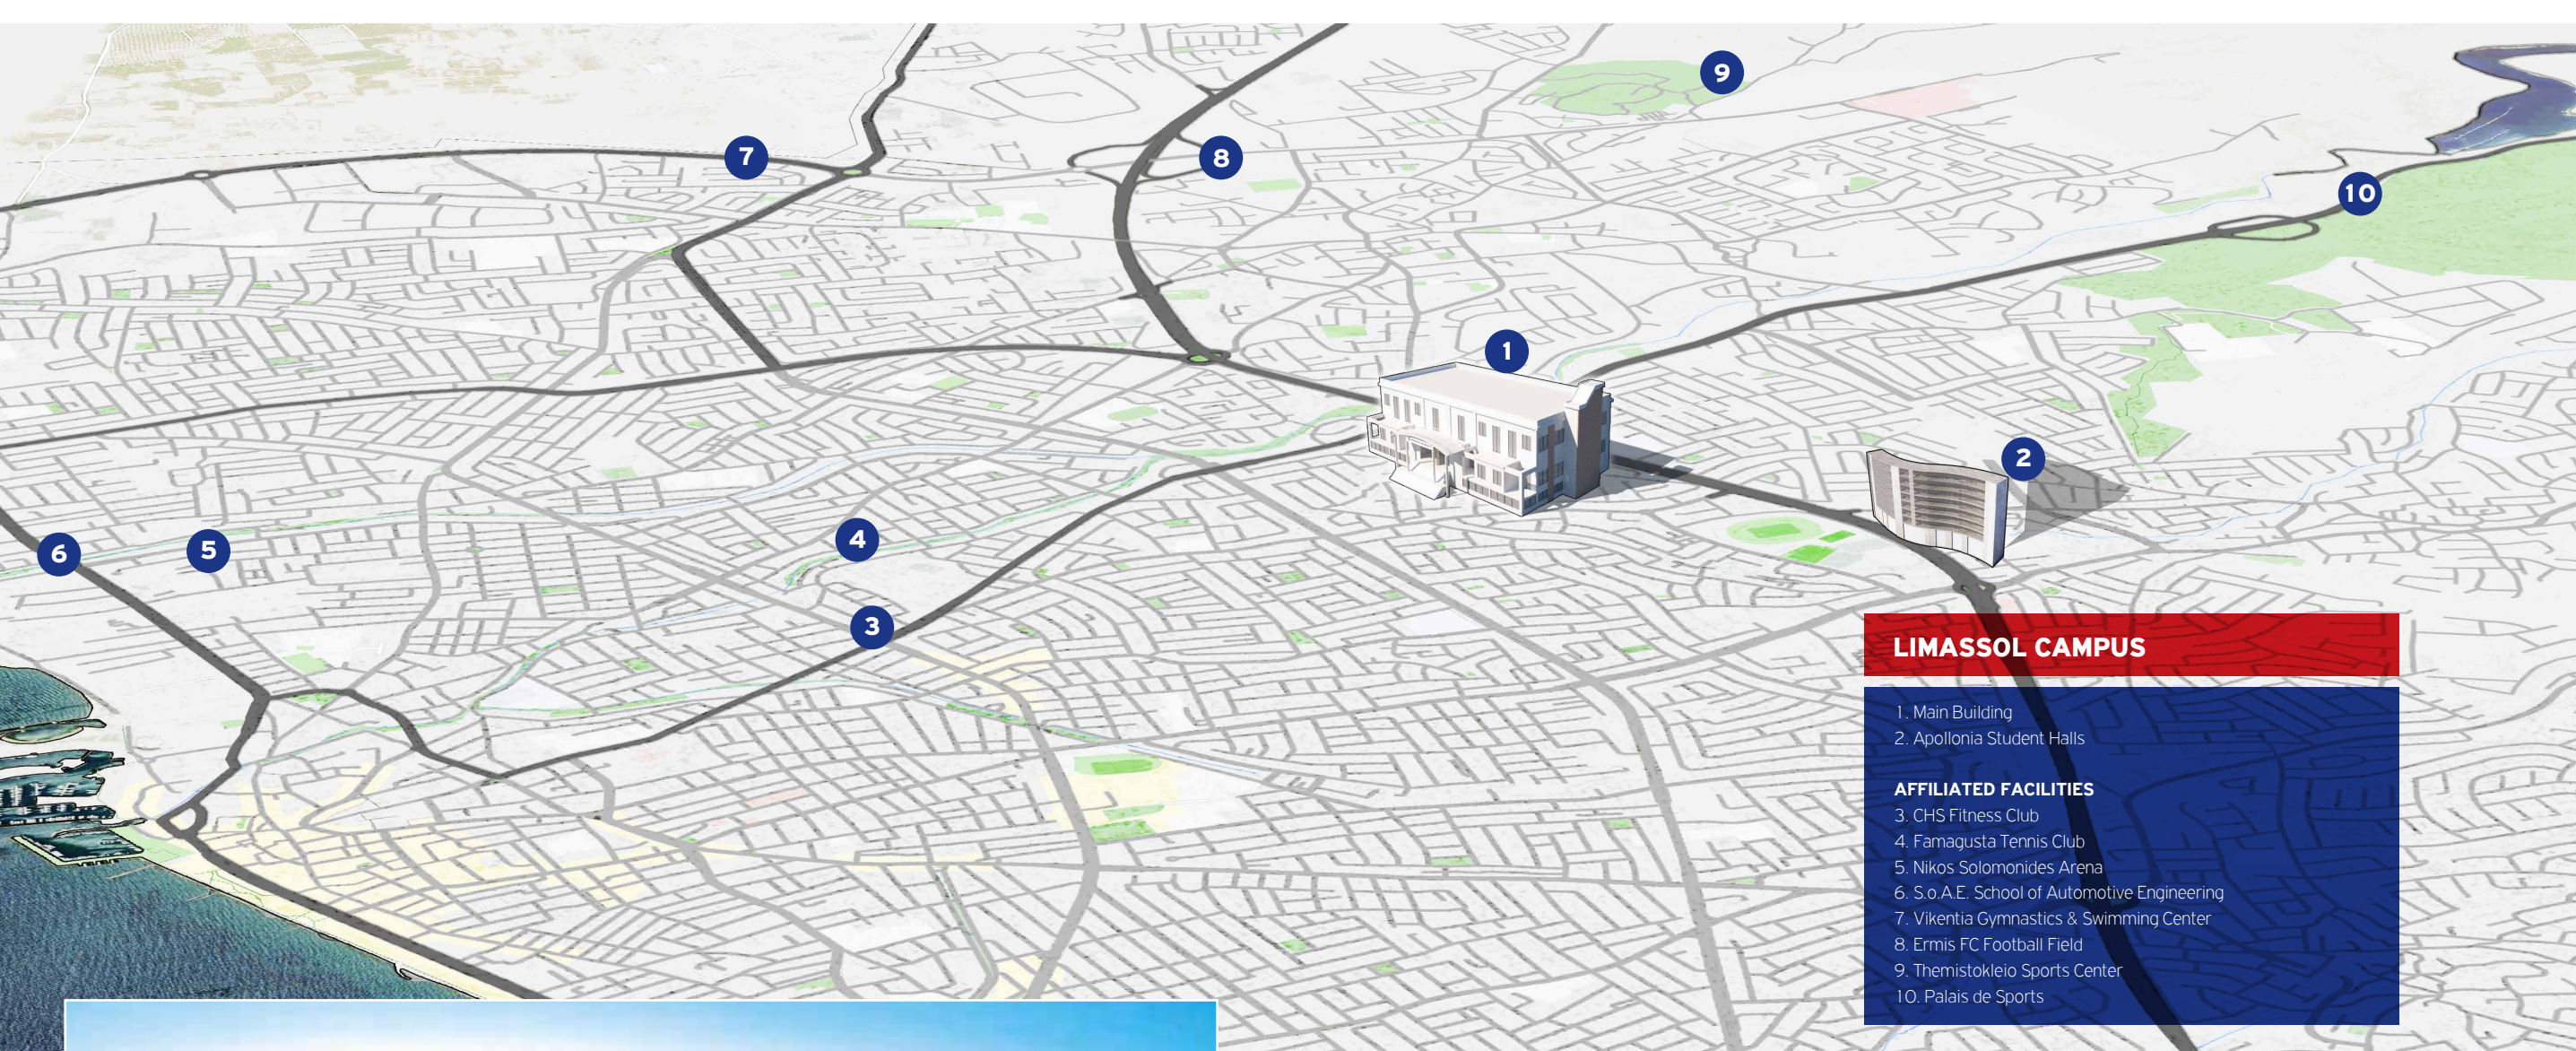 9
7
8
10
1
2
4
5
6
3
LIMASSOL CAMPUS
1. Main Building
2. Apollonia Student Halls
AFFILIATED FACILITIES
3. CHS Fitness Club
4. Famagusta Tennis Club
5. Nikos Solomonides Arena
6. S.o.A.E. School of Automotive Engineering
7. Vikentia Gymnastics & Swimming Center
8. Ermis FC Football Field
9. Themistokleio Sports Center
10. Palais de Sports